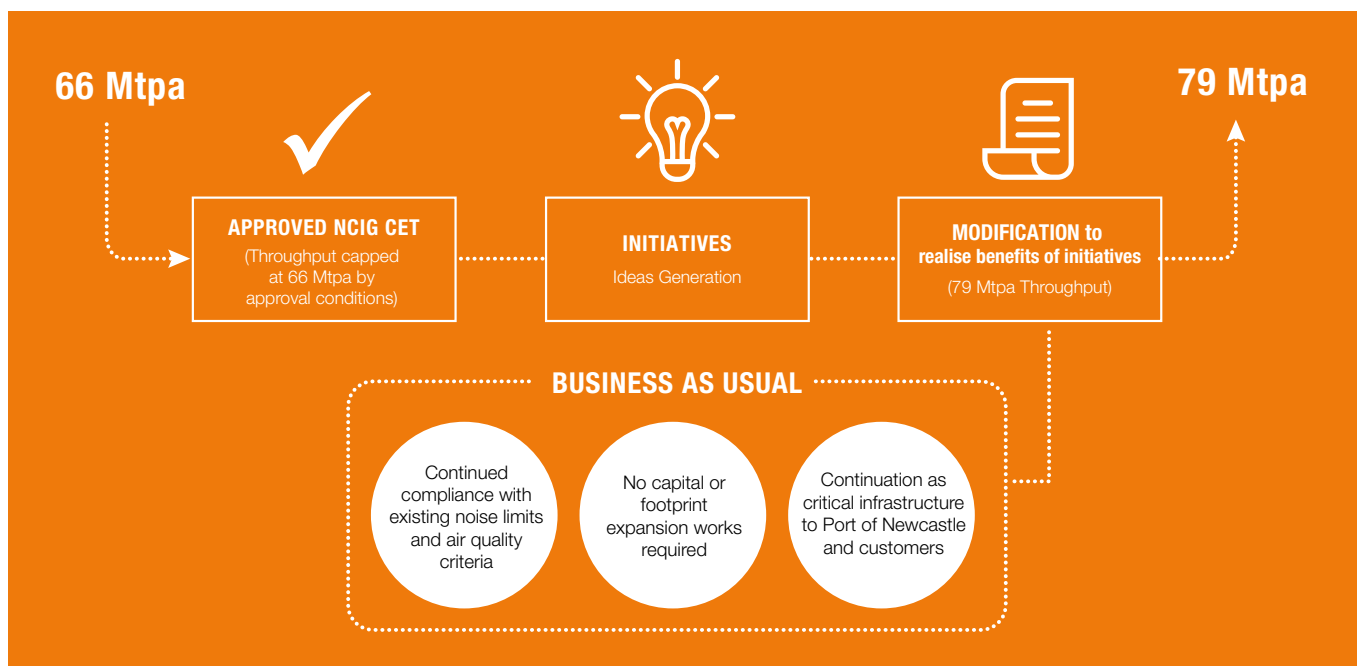 66 Mtpa
79 Mtpa
APPROVED NCIG CET
(Throughput capped
at 66 Mtpa by
approval conditions)
INITIATIVES
Ideas Generation
MODIFICATION to
realise benefits of initiatives
(79 Mtpa Throughput)
BUSINESS AS USUAL
Continued
compliance with
existing noise limits
and air quality
criteria
No capital or
footprint
expansion works
required
Continuation as
critical infrastructure
to Port of Newcastle
and customers